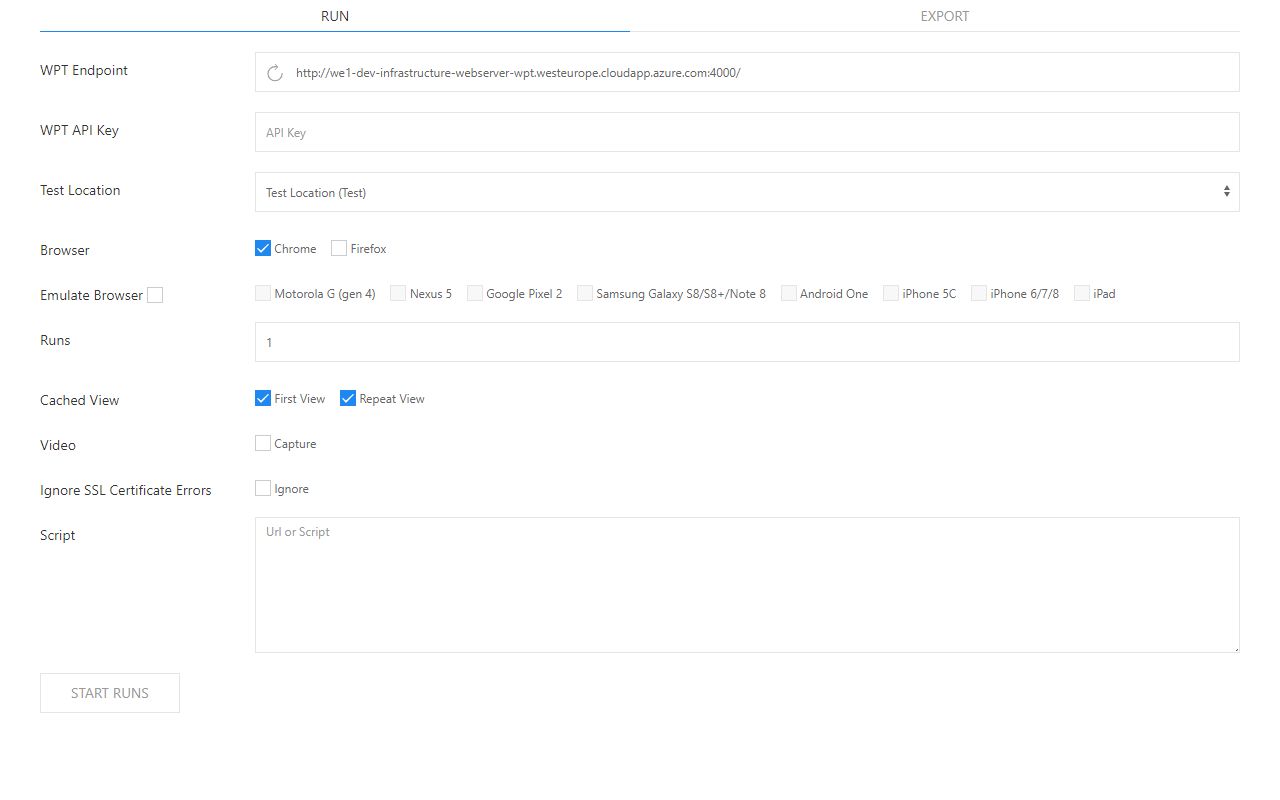 RUN EXPORT
WPT Endpoint http://we1-dev-infrastructure-webserver-wpt.westeurope.cloudapp.azure.com:4000/
WPT API Key API Key
Test Location Test Location (Test)
Browser Chrome Firefox
Emulate Browser Motorola G (gen 4) Nexus 5 Google Pixel 2 Samsung Galaxy S8/S8+/Note 8 Android One iPhone 5C iPhone 6/7/8 iPad
Runs 1
Cached View First View Repeat View
Video Capture
Ignore SSL Certificate Errors Ignore
Script Url or Script
START RUNS